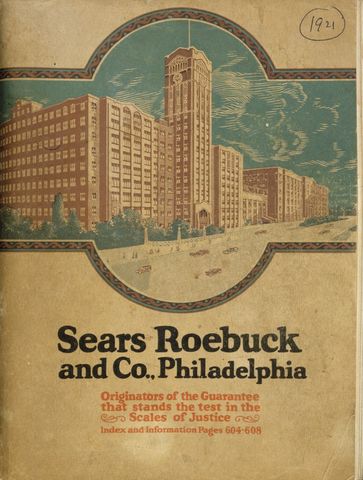 1921
Sears Roebuck
and Co., Philadelphia
Originators of the Guarantee
that stands the test in the
Scales of Justice
Index and Information Pages 604-608